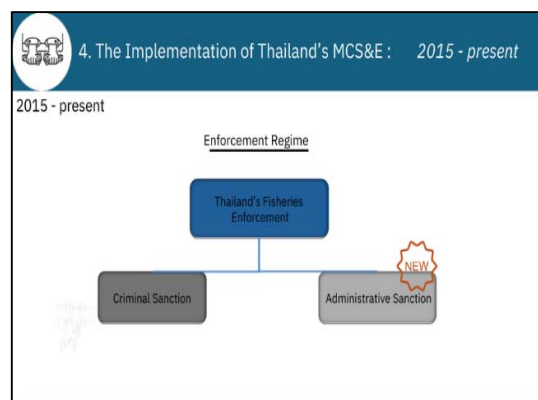 4. The Implementation of Thailand's MCS&E : 2015 - present
2015 - present
Enforcement Regime
Thailand's Fisheries
Enforcement
NEW
Criminal Sanction
Administrative Sanction